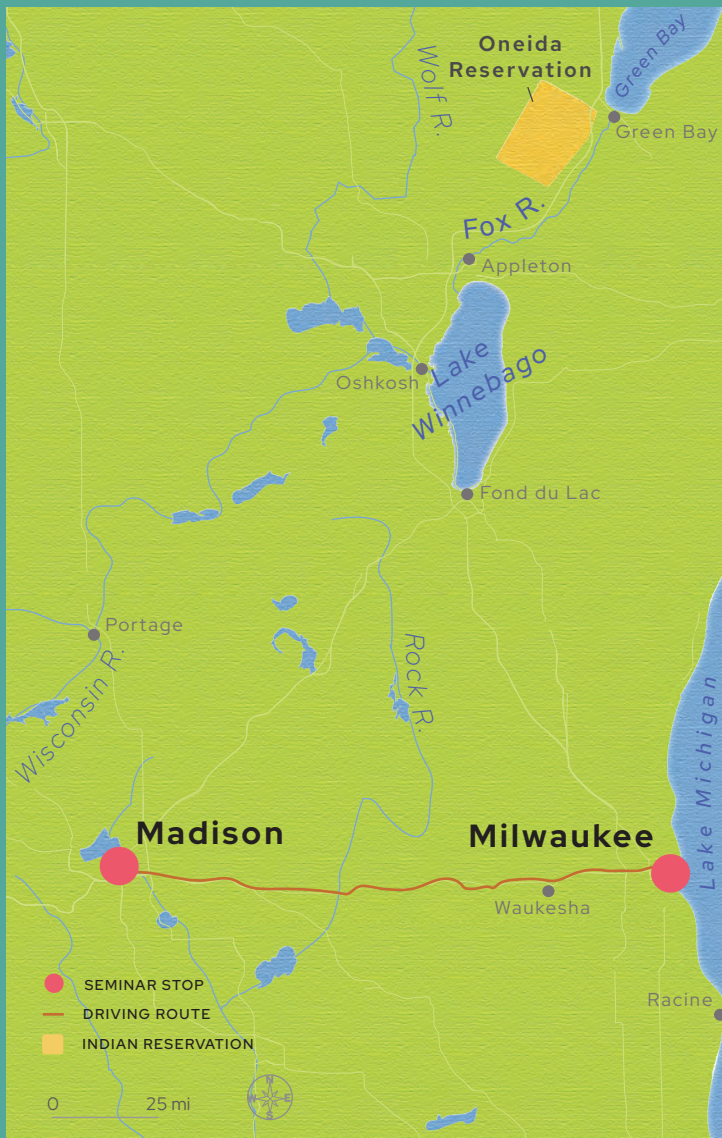 Oneida
Reservation
Green Bay
Wolf R.
Green Bay
Fox R.
Appleton
Lake
Winnebago
Oshkosh
Fond du Lac
Portage
Wisconsin R.
Rock R.
Lake Michigan
Madison
Milwaukee
Waukesha
Racine
SEMINAR STOP
DRIVING ROUTE
INDIAN RESERVATION
0 25 mi
N
W E
S